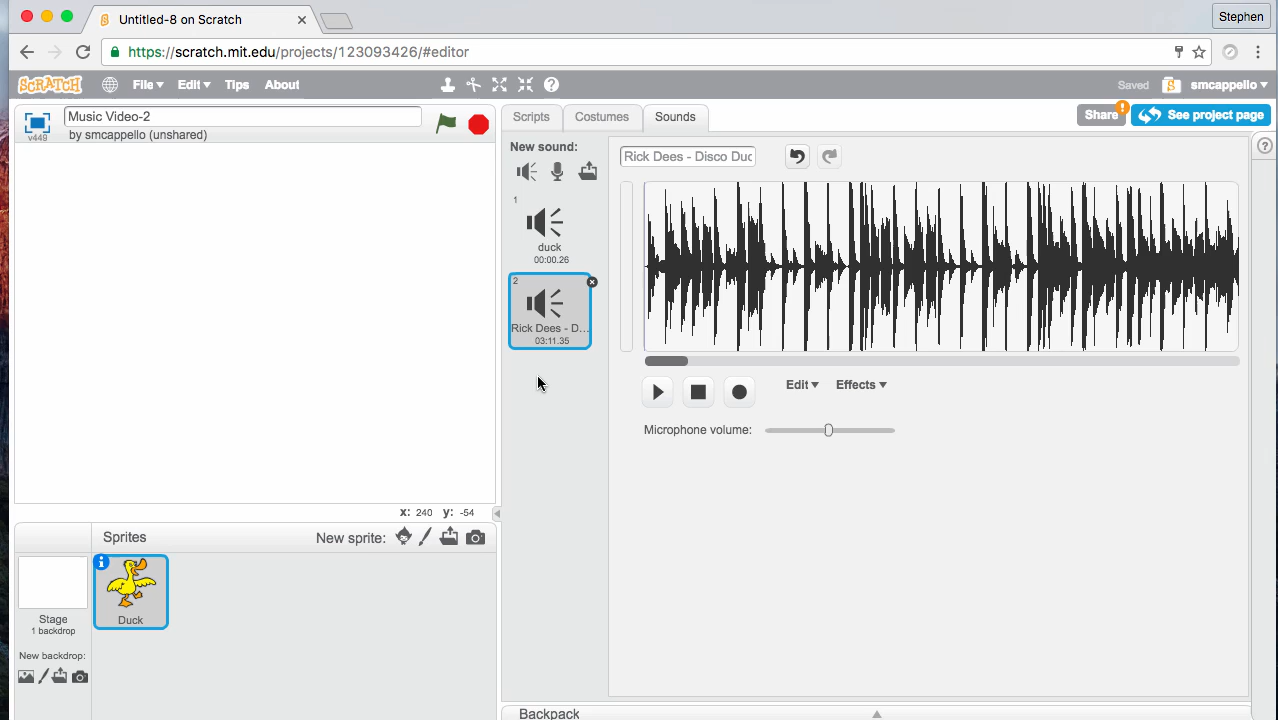 Untitled-8 on Scratch
Stephen
https://scratch.mit.edu/projects/123093426/#editor
SCRATCH
File
Edit
Tips
About
Saved
smcappello
Music Video-2
by smcappello (unshared)
v449
Scripts
Costumes
Sounds
Share
See project page
New sound:
Rick Dees - Disco Duc
1
duck
00:00.26
2
Rick Dees - D...
03:11.35
Edit
Effects
Microphone volume:
x: 240 y: -54
Sprites
New sprite:
Stage
1 backdrop
New backdrop:
Duck
Backpack